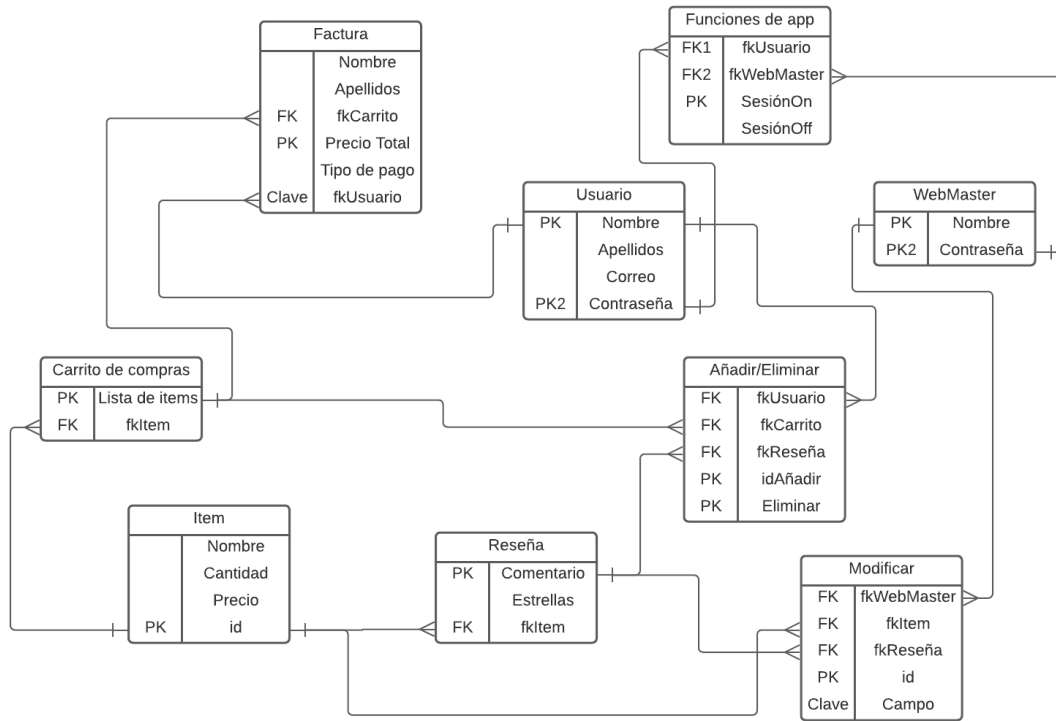 Factura
Nombre
Apellidos
FK fkCarrito
PK Precio Total
Tipo de pago
Clave fkUsuario
Funciones de app
FK1 fkUsuario
FK2 fkWebMaster
PK SesiónOn
SesiónOff
Usuario
PK Nombre
Apellidos
Correo
PK2 Contraseña
WebMaster
PK Nombre
PK2 Contraseña
Carrito de compras
PK Lista de items
FK fkItem
Añadir/Eliminar
FK fkUsuario
FK fkCarrito
FK fkReseña
PK idAñadir
PK Eliminar
Item
Nombre
Cantidad
Precio
PK id
Reseña
PK Comentario
Estrellas
FK fkItem
Modificar
FK fkWebMaster
FK fkItem
FK fkReseña
PK id
Clave Campo